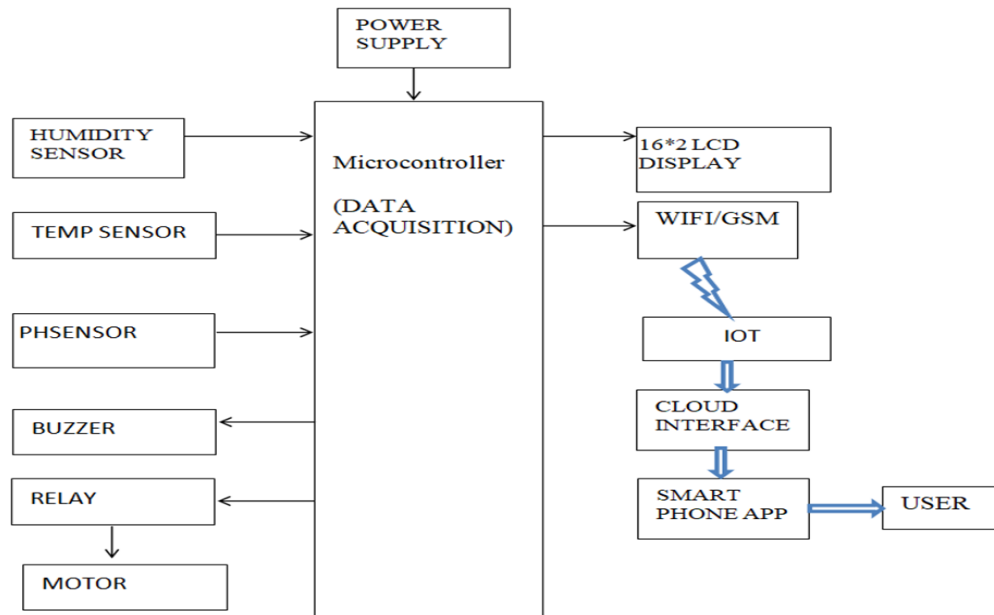 POWER
SUPPLY
HUMIDITY
SENSOR
TEMP SENSOR
PHSENSOR
BUZZER
RELAY
MOTOR
Microcontroller
(DATA
ACQUISITION)
16*2 LCD
DISPLAY
WIFI/GSM
IOT
CLOUD
INTERFACE
SMART
PHONE APP
USER